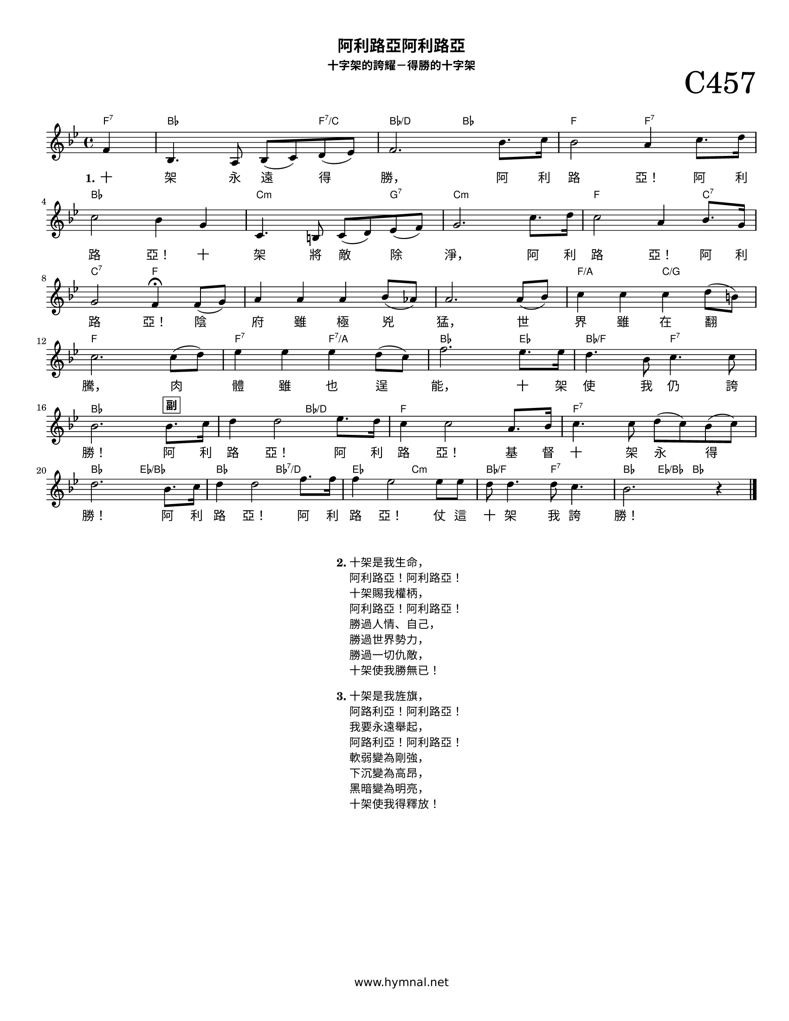 阿利路亞阿利路亞
十字架的誇耀－得勝的十字架
C457
F7 B♭ F7/C B♭/D B♭ F F7
1. 十 架 永 遠 得 勝， 阿 利 路 亞！ 阿 利
4 B♭ Cm G7 Cm F C7
路 亞！ 十 架 將 敵 除 淨， 阿 利 路 亞！ 阿 利
8 C7 F F/A C/G
路 亞！ 陰 府 雖 極 兇 猛， 世 界 雖 在 翻
12 F F7 F7/A B♭ E♭ B♭/F F7
騰， 肉 體 雖 也 逞 能， 十 架 使 我 仍 誇
16 B♭ 副 B♭/D F F7
勝！ 阿 利 路 亞！ 阿 利 路 亞！ 基 督 十 架 永 得
20 B♭ E♭/B♭ B♭ B♭7/D E♭ Cm B♭/F F7 B♭ E♭/B♭ B♭
勝！ 阿 利 路 亞！ 阿 利 路 亞！ 仗 這 十 架 我 誇 勝！
2. 十架是我生命，
阿路利亞！阿利路亞！
十架賜我權柄，
阿路利亞！阿利路亞！
勝過人情、自己，
勝過世界勢力，
勝過一切仇敵，
十架使我勝無已！
3. 十架是我旌旗，
阿路利亞！阿利路亞！
我要永遠舉起，
阿路利亞！阿利路亞！
軟弱變為剛強，
下沉變為高昂，
黑暗變為明亮，
十架使我得釋放！
www.hymnal.net